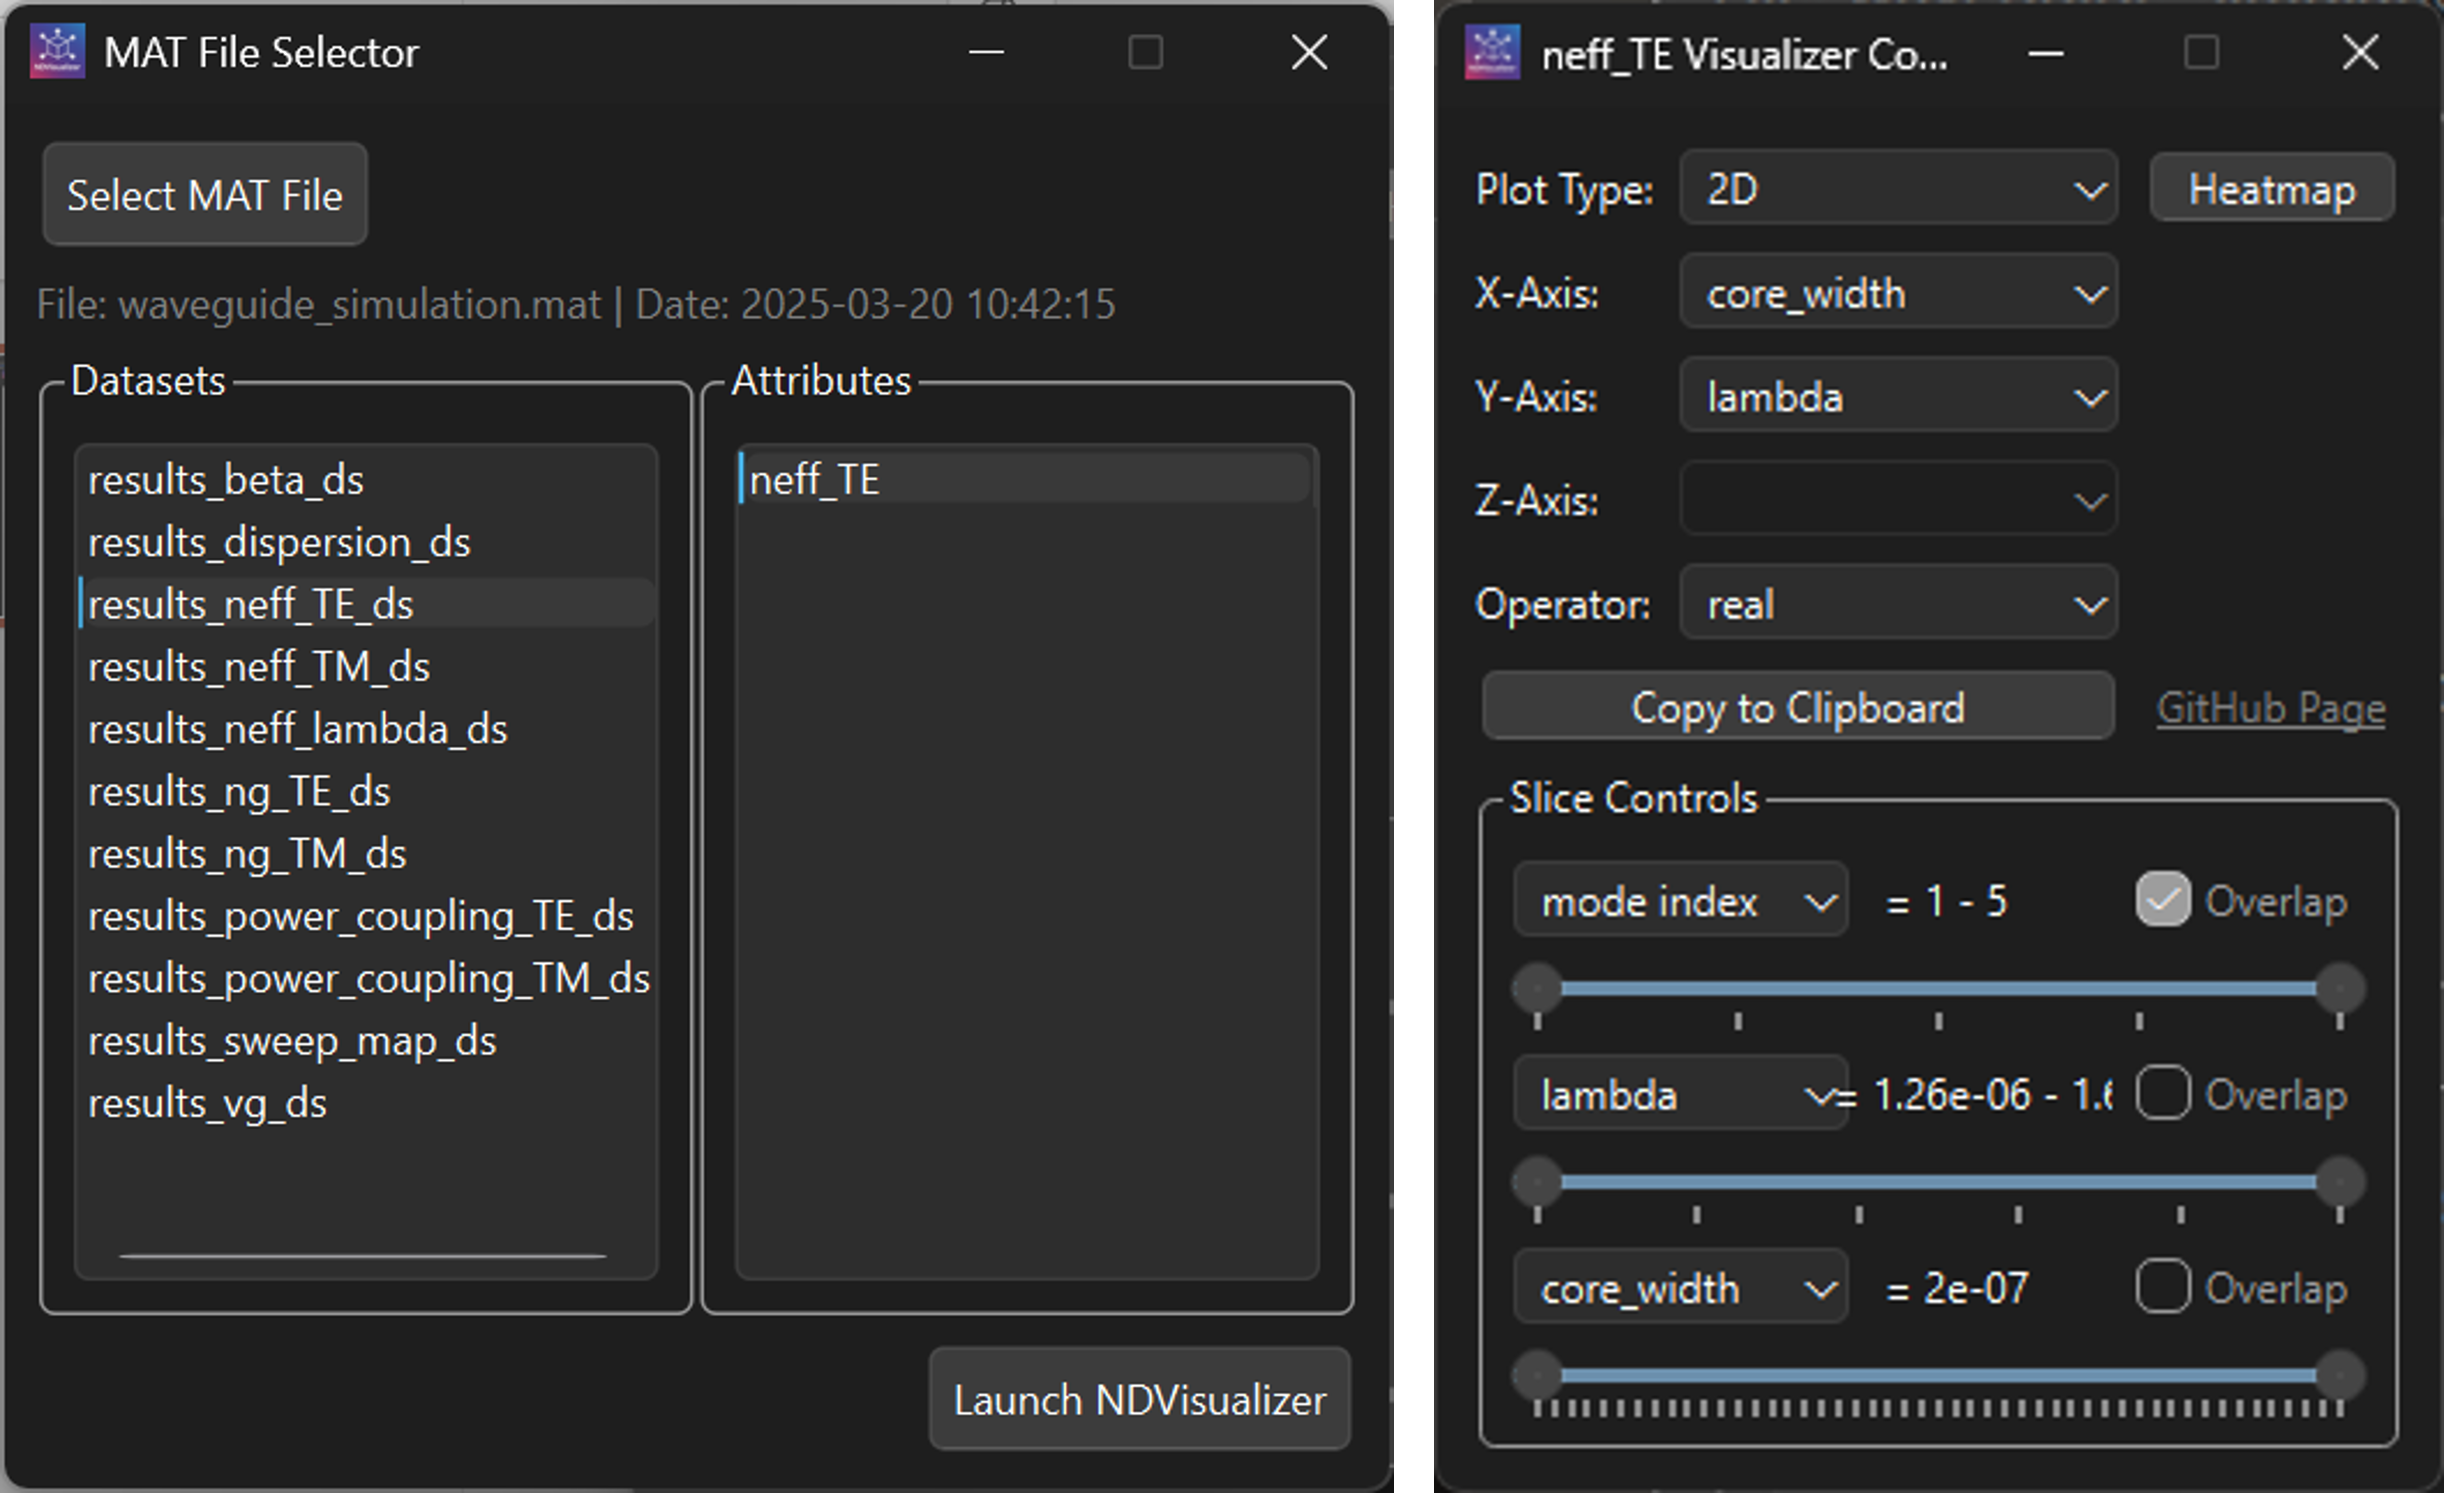 MAT File Selector
Select MAT File
File: waveguide_simulation.mat | Date: 2025-03-20 10:42:15
Datasets
results_beta_ds
results_dispersion_ds
results_neff_TE_ds
results_neff_TM_ds
results_neff_lambda_ds
results_ng_TE_ds
results_ng_TM_ds
results_power_coupling_TE_ds
results_power_coupling_TM_ds
results_sweep_map_ds
results_vg_ds
Attributes
neff_TE
Launch NDVisualizer
neff_TE Visualizer Co...
Plot Type: 2D Heatmap
X-Axis: core_width
Y-Axis: lambda
Z-Axis:
Operator: real
Copy to Clipboard GitHub Page
Slice Controls
mode index = 1 - 5 Overlap
lambda = 1.26e-06 - 1.6 Overlap
core_width = 2e-07 Overlap